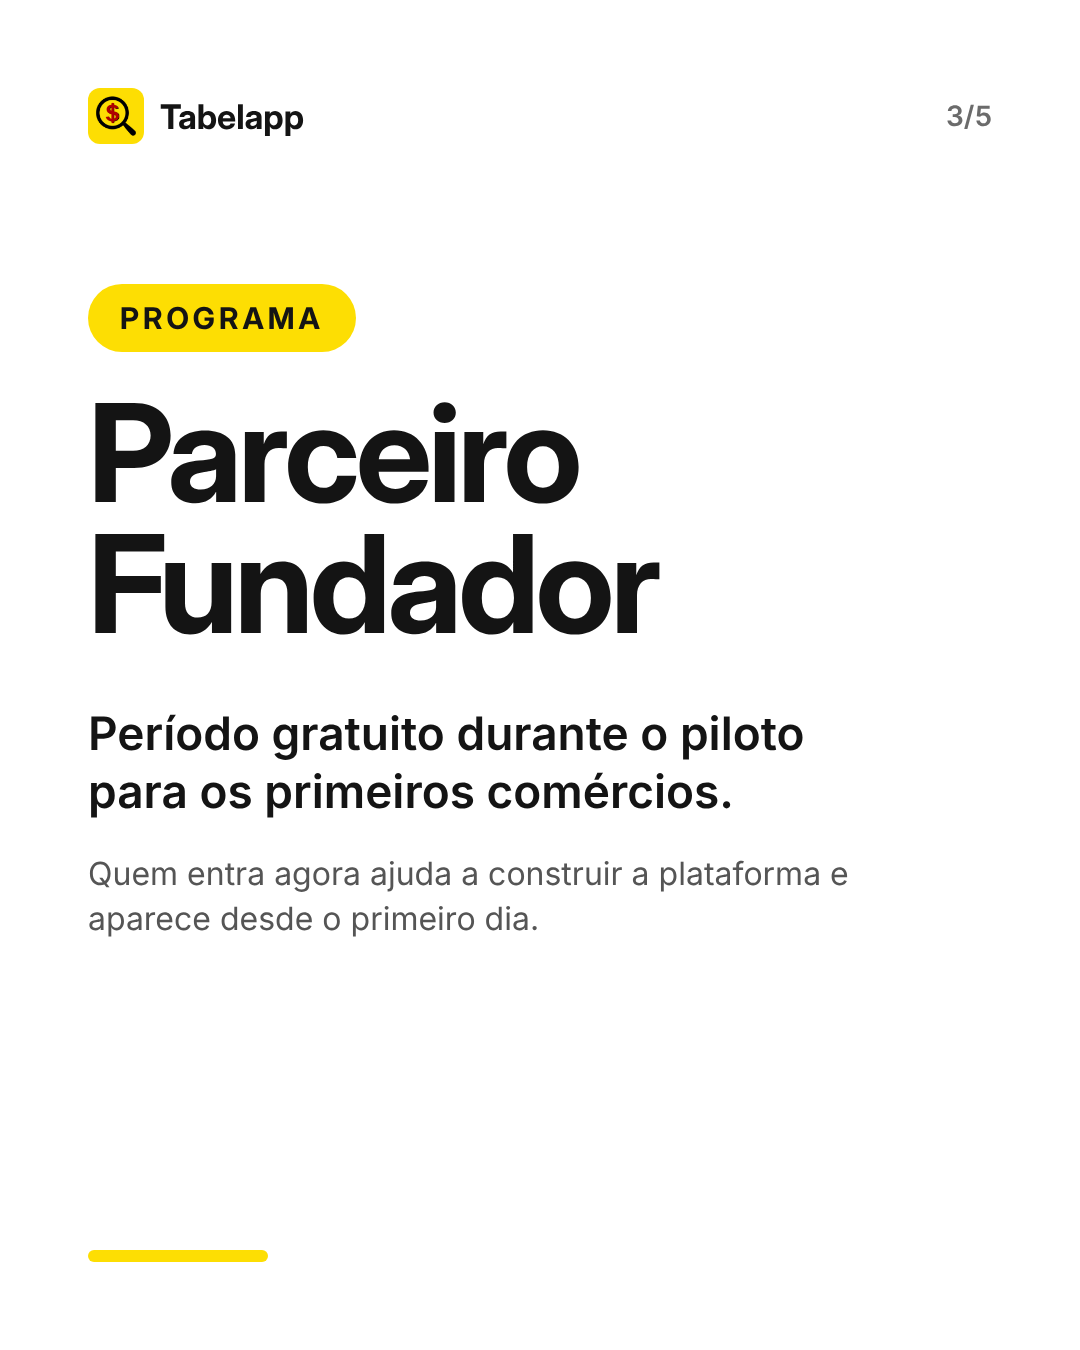 $
Tabelapp
3/5
PROGRAMA
Parceiro
Fundador
Período gratuito durante o piloto
para os primeiros comércios.
Quem entra agora ajuda a construir a plataforma e
aparece desde o primeiro dia.